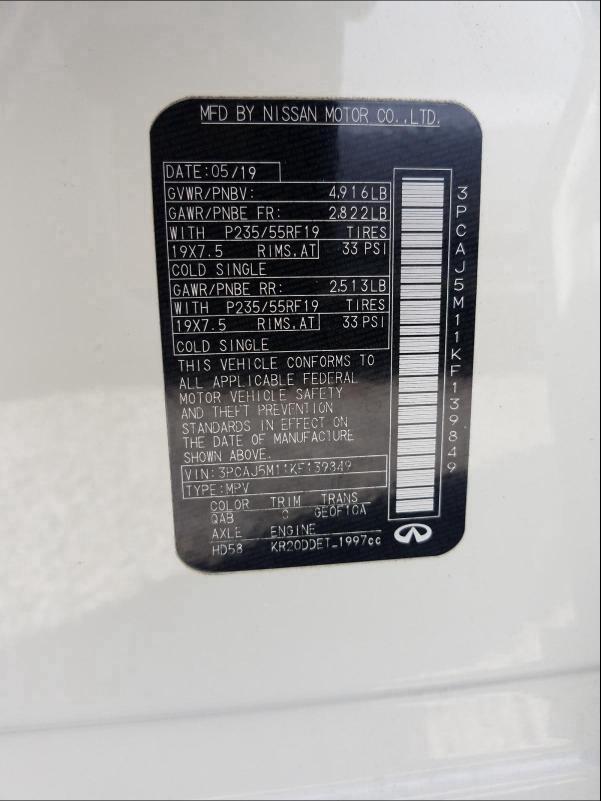 MFD BY NISSAN MOTOR CO.,LTD.
DATE:05/19
GVWR/PNBV: 4,916LB
GAWR/PNBE FR: 2,822LB
WITH P235/55RF19 TIRES
19X7.5 RIMS.AT 33 PSI
COLD SINGLE
GAWR/PNBE RR: 2,513LB
WITH P235/55RF19 TIRES
19X7.5 RIMS.AT 33 PSI
COLD SINGLE
THIS VEHICLE CONFORMS TO
ALL APPLICABLE FEDERAL
MOTOR VEHICLE SAFETY
AND THEFT PREVENTION
STANDARDS IN EFFECT ON
THE DATE OF MANUFACTURE
SHOWN ABOVE.
VIN:3PCAJ5M11KF139849
TYPE:MPV
COLOR TRIM TRANS
QAB GE0F10A
AXLE ENGINE
HD58 KR20DDET_1997cc
3PCAJ5M11KF139849